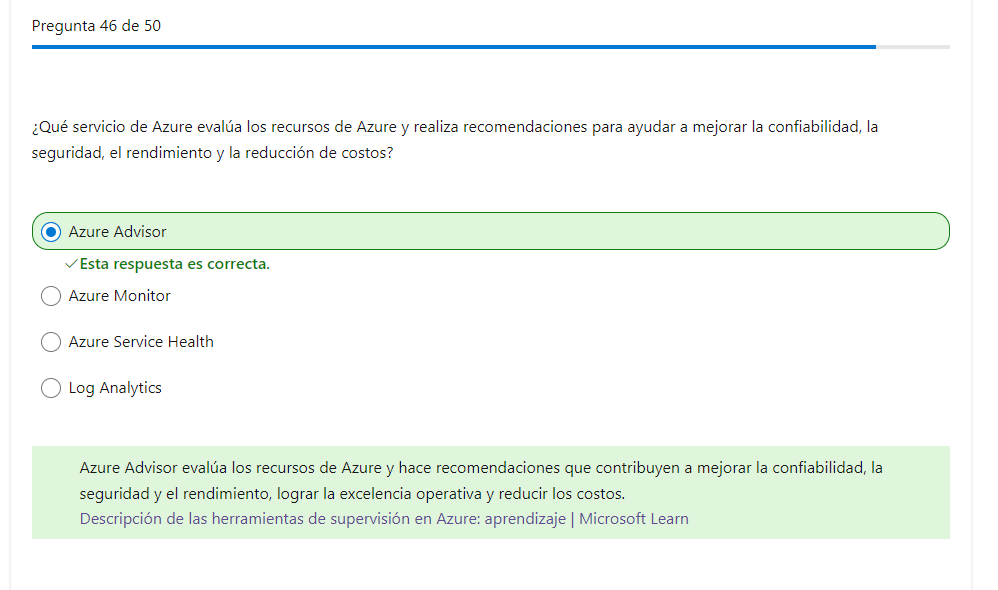 Pregunta 46 de 50
¿Qué servicio de Azure evalúa los recursos de Azure y realiza recomendaciones para ayudar a mejorar la confiabilidad, la
seguridad, el rendimiento y la reducción de costos?
Azure Advisor
Esta respuesta es correcta.
Azure Monitor
Azure Service Health
Log Analytics
Azure Advisor evalúa los recursos de Azure y hace recomendaciones que contribuyen a mejorar la confiabilidad, la
seguridad y el rendimiento, lograr la excelencia operativa y reducir los costos.
Descripción de las herramientas de supervisión en Azure: aprendizaje | Microsoft Learn